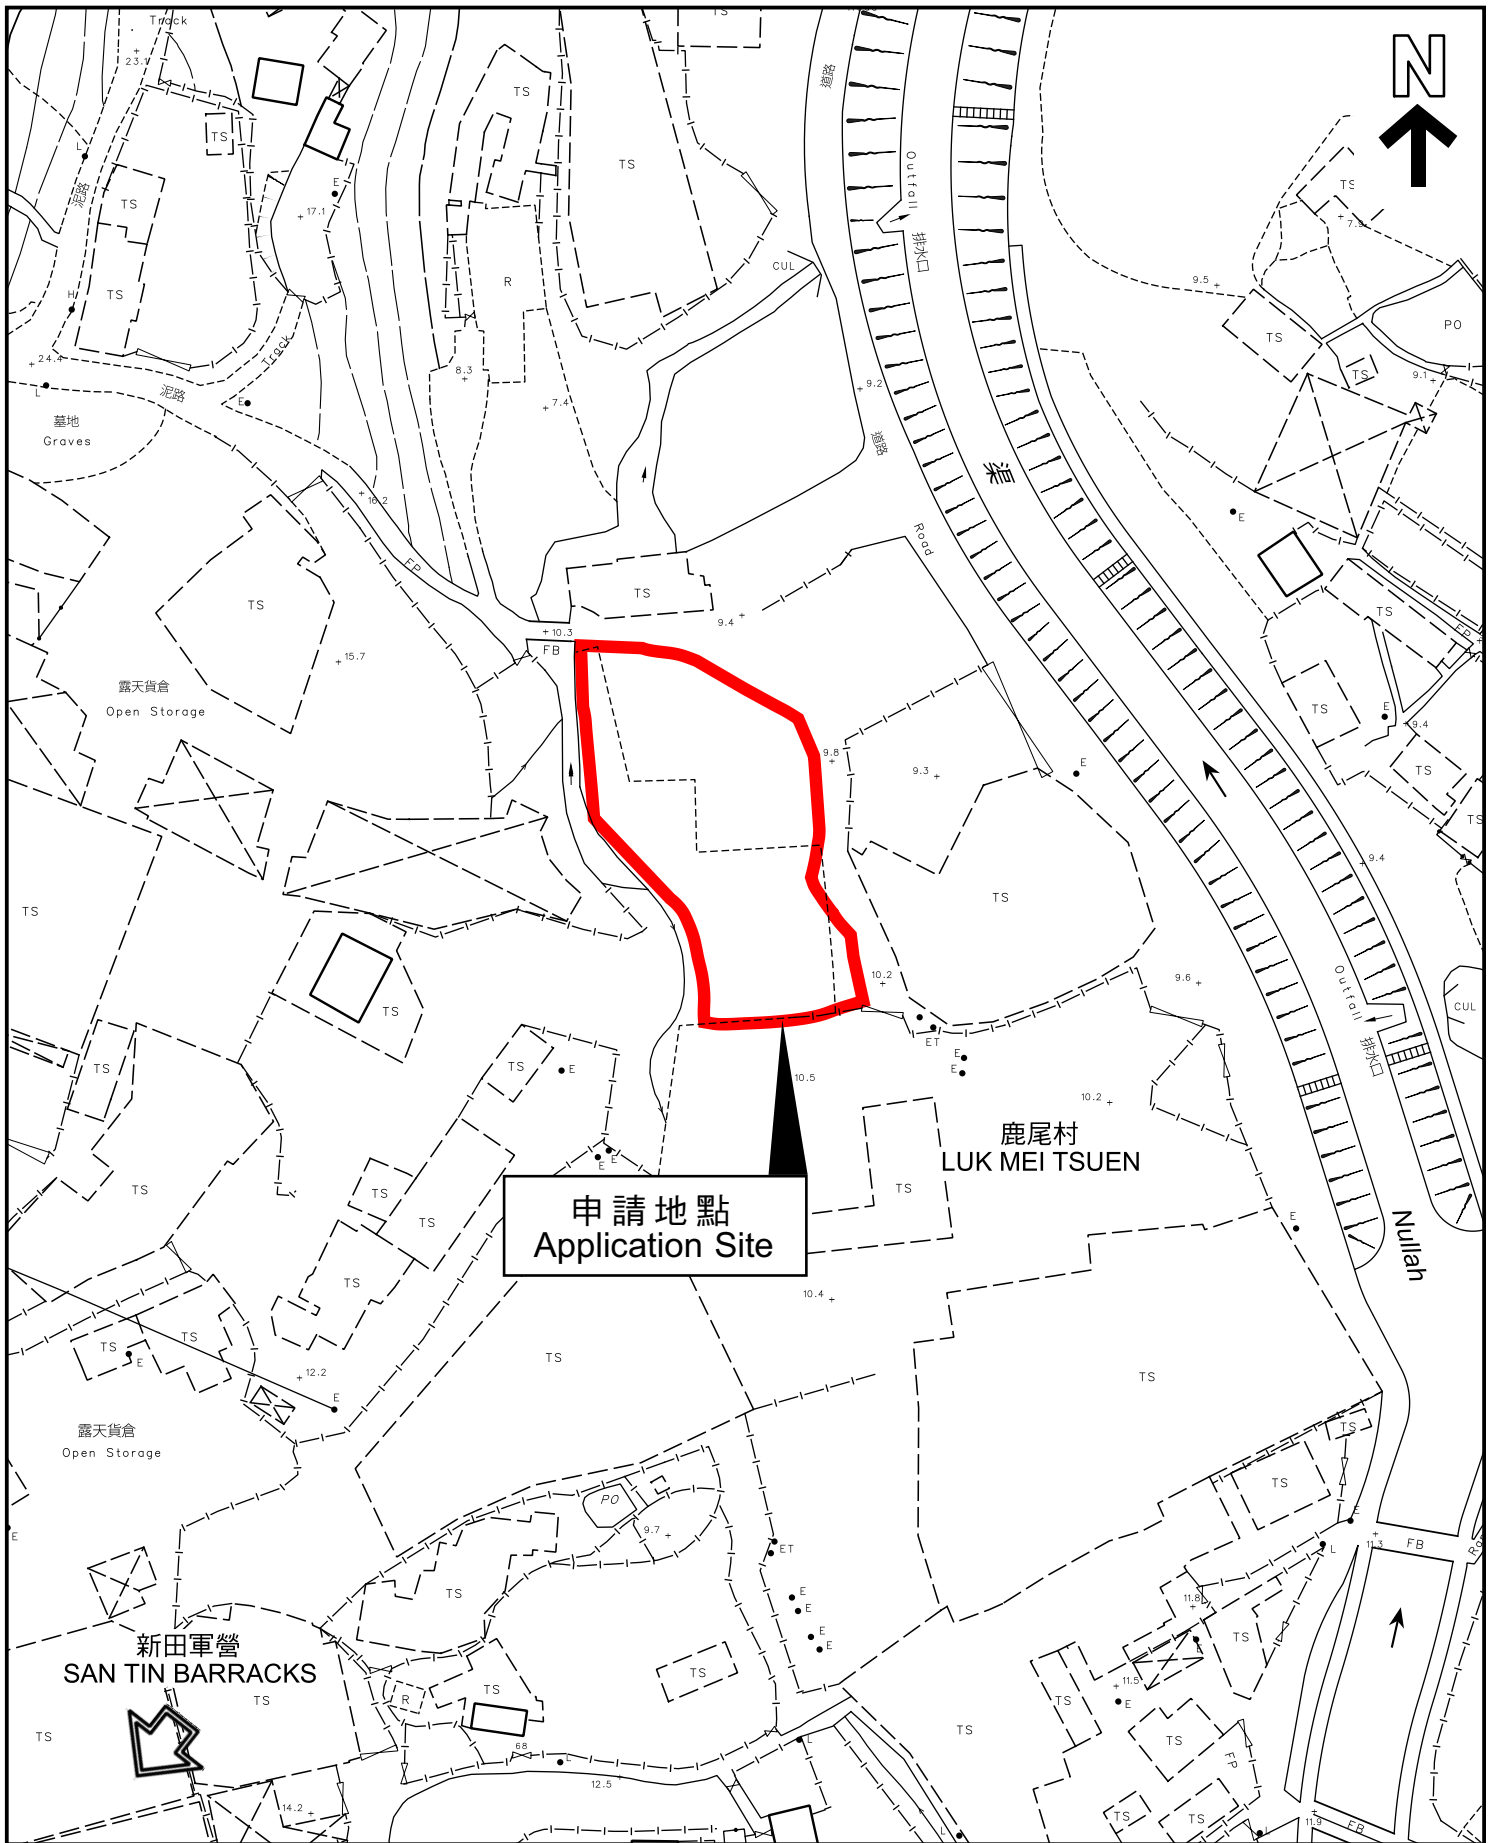 Track
23.1
TS
N
道路
TS
TS
TS
L
Outfall
泥路
E
TS
TS
17.1
7.9
排水口
CUL
9.5
TS
H
R
PO
TS
Track
24.4
8.3
9.2
TS
9.1
L
泥路
E
7.4
墓地
Graves
道路
渠
16.2
E
Road
FP
TS
TS
TS
9.4
FP
10.3
FB
15.7
露天貨倉
Open Storage
TS
E
9.4
9.8
9.3
E
TS
TS
9.4
TS
TS
10.2
9.6
Outfall
CUL
TS
ET
排水口
TS
TS
E
E
E
10.5
10.2
鹿尾村
LUK MEI TSUEN
E
E
TS
TS
TS
TS
申請地點
Application Site
E
Nullah
TS
10.4
TS
TS
E
TS
12.2
TS
E
露天貨倉
Open Storage
TS
TS
PO
9.7
E
E
ET
FB
11.3
L
TS
E
E
11.8
新田軍營
SAN TIN BARRACKS
E
E
TS
E
TS
TS
R
TS
TS
11.5
E
TS
TS
TS
FP
68
L
L
12.5
14.2
TS
TS
11.9
FB
L
L